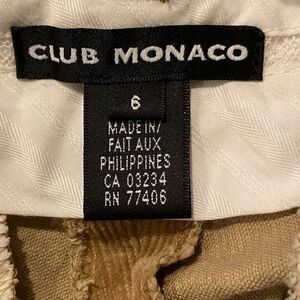 CLUB MONACO
6
MADE IN/
FAIT AUX
PHILIPPINES
CA 03234
RN 77406